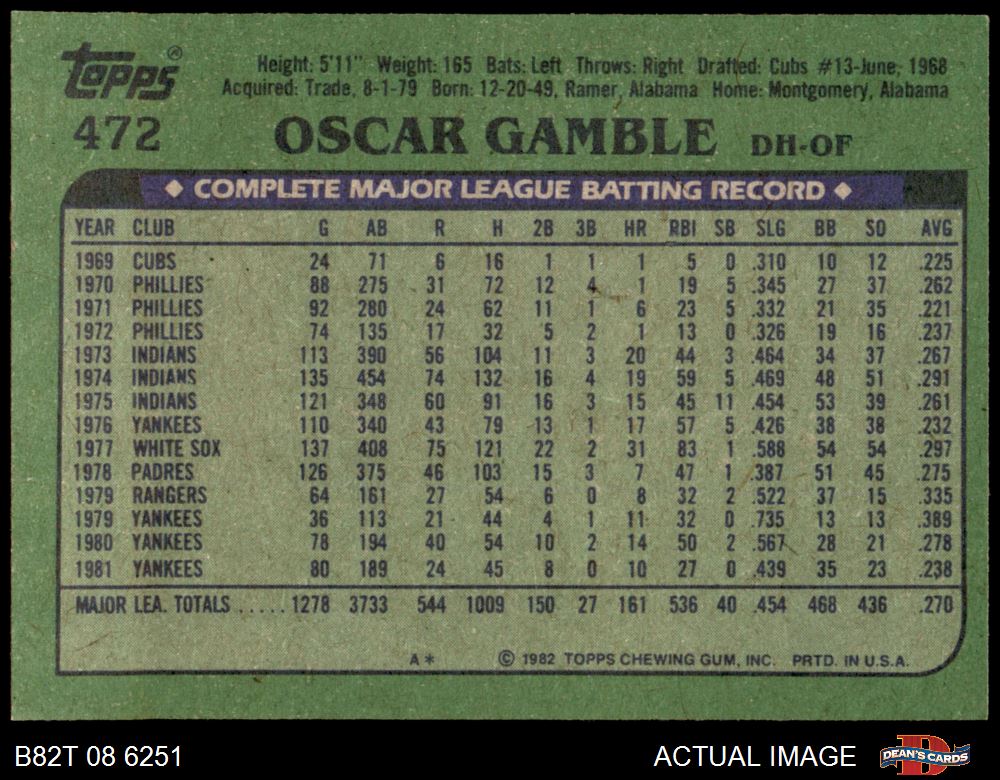 topps®
Height: 5'11" Weight: 165 Bats: Left Throws: Right Drafted: Cubs #13-June, 1968
Acquired: Trade, 8-1-79 Born: 12-20-49, Ramer, Alabama Home: Montgomery, Alabama
472 OSCAR GAMBLE DH-OF
◆ COMPLETE MAJOR LEAGUE BATTING RECORD ◆
YEAR CLUB G AB R H 2B 3B HR RBI SB SLG BB SO AVG
1969 CUBS 24 71 6 16 1 1 1 5 0 .310 10 12 .225
1970 PHILLIES 88 275 31 72 12 4 1 19 5 .345 27 37 .262
1971 PHILLIES 92 280 24 62 11 1 6 23 5 .332 21 35 .221
1972 PHILLIES 74 135 17 32 5 2 1 13 0 .326 19 16 .237
1973 INDIANS 113 390 56 104 11 3 20 44 3 .464 34 37 .267
1974 INDIANS 135 454 74 132 16 4 19 59 5 .469 48 51 .291
1975 INDIANS 121 348 60 91 16 3 15 45 11 .454 53 39 .261
1976 YANKEES 110 340 43 79 13 1 17 57 5 .426 38 38 .232
1977 WHITE SOX 137 408 75 121 22 2 31 83 1 .588 54 54 .297
1978 PADRES 126 375 46 103 15 3 7 47 1 .387 51 45 .275
1979 RANGERS 64 161 27 54 6 0 8 32 2 .522 37 15 .335
1979 YANKEES 36 113 21 44 4 1 11 32 0 .735 13 13 .389
1980 YANKEES 78 194 40 54 10 2 14 50 2 .567 28 21 .278
1981 YANKEES 80 189 24 45 8 0 10 27 0 .439 35 23 .238
MAJOR LEA. TOTALS .....1278 3733 544 1009 150 27 161 536 40 .454 468 436 .270
A* © 1982 TOPPS CHEWING GUM, INC. PRTD. IN U.S.A.
B82T 08 6251 ACTUAL IMAGE DEAN'S CARDS